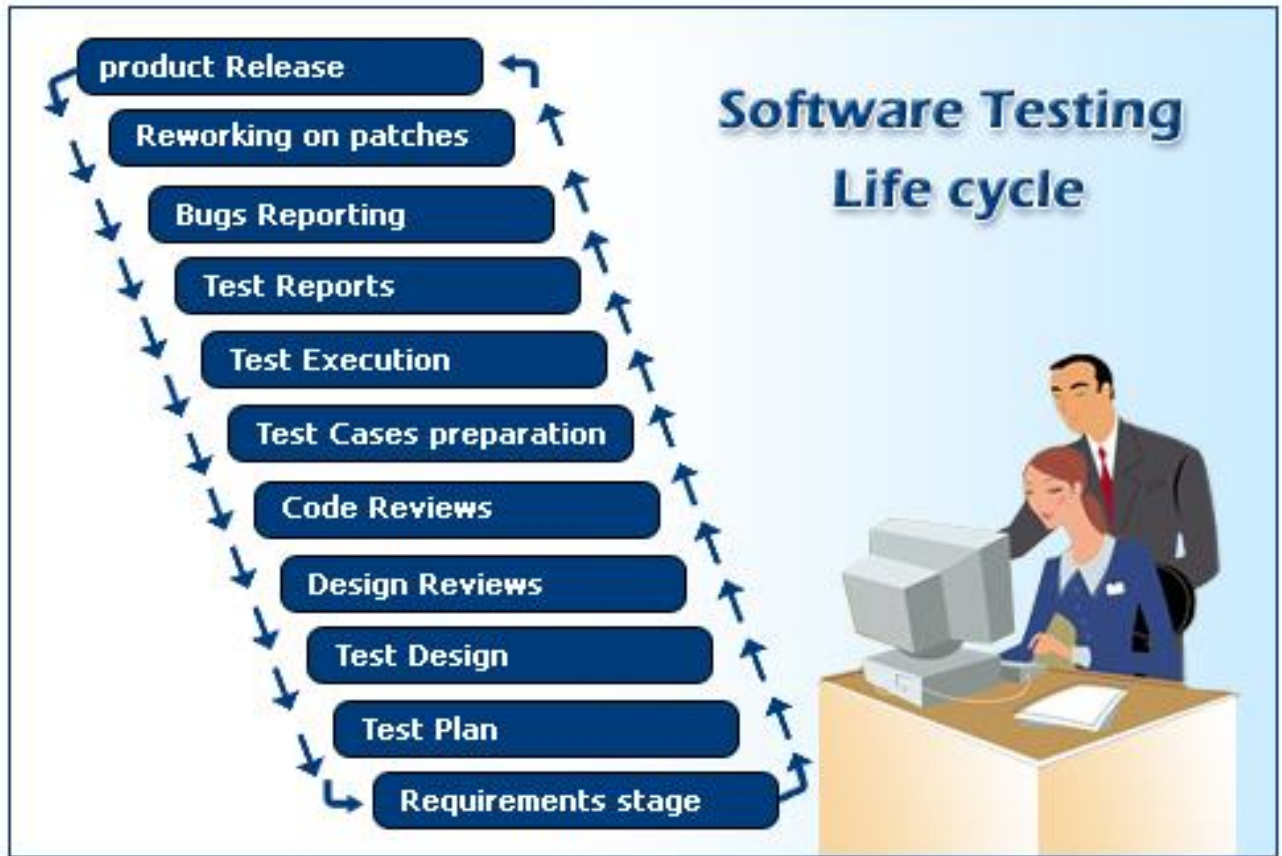 product Release
Reworking on patches
Bugs Reporting
Test Reports
Test Execution
Test Cases preparation
Code Reviews
Design Reviews
Test Design
Test Plan
Requirements stage
Software Testing
Life cycle